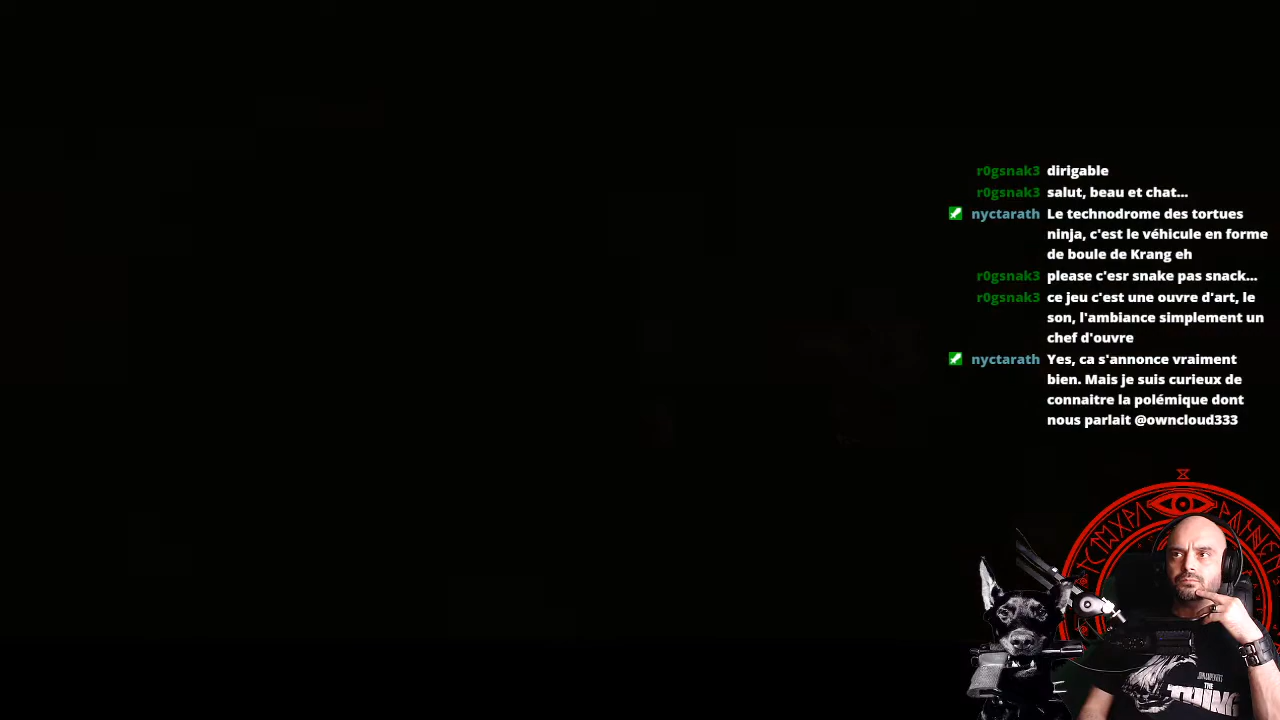 r0gsnak3 dirigable
r0gsnak3 salut, beau et chat...
nyctarath Le technodrome des tortues
ninja, c'est le véhicule en forme
de boule de Krang eh
r0gsnak3 please c'esr snake pas snack...
r0gsnak3 ce jeu c'est une ouvre d'art, le
son, l'ambiance simplement un
chef d'ouvre
nyctarath Yes, ca s'annonce vraiment
bien. Mais je suis curieux de
connaitre la polémique dont
nous parlait @owncloud333
THE
THING